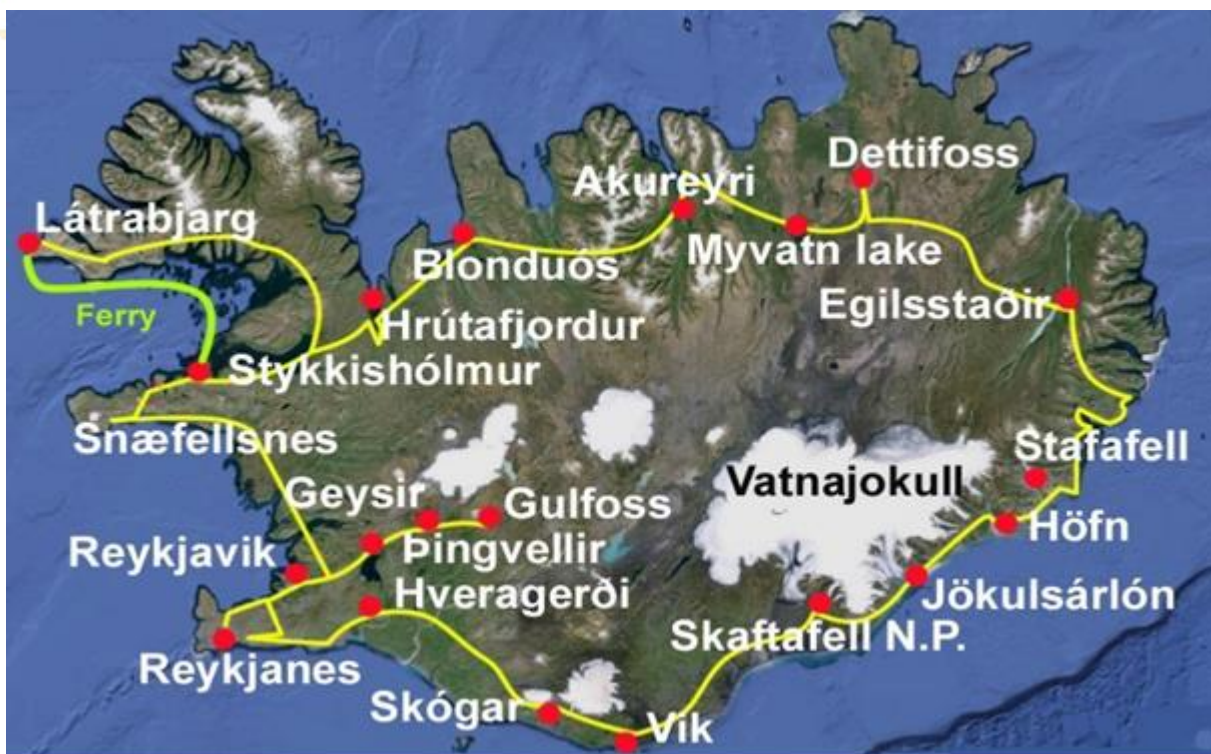 Dettifoss
Akureyri
Látrabjarg
Myvatn lake
Blonduós
Egilsstaðir
Ferry
Hrútafjordur
Stykkishólmur
Snæfellsnes
Stafafell
Vatnajokull
Geysir
Gulfoss
Höfn
Reykjavik
Þingvellir
Hveragerði
Jökulsárlón
Skaftafell N.P.
Reykjanes
Skógar
Vik